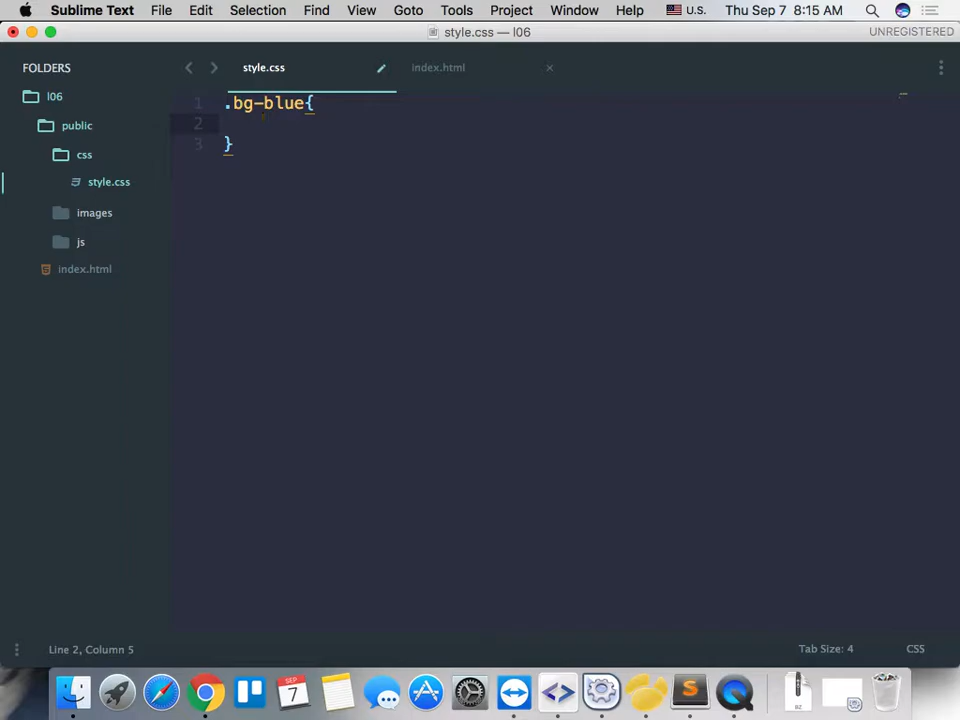 Sublime Text File Edit Selection Find View Goto Tools Project Window Help U.S. Thu Sep 7 8:15 AM
style.css — l06 UNREGISTERED
FOLDERS
l06
public
css
style.css
images
js
index.html
style.css index.html
1 .bg-blue{
2
3 }
Line 2, Column 5 Tab Size: 4 CSS
SEP
7